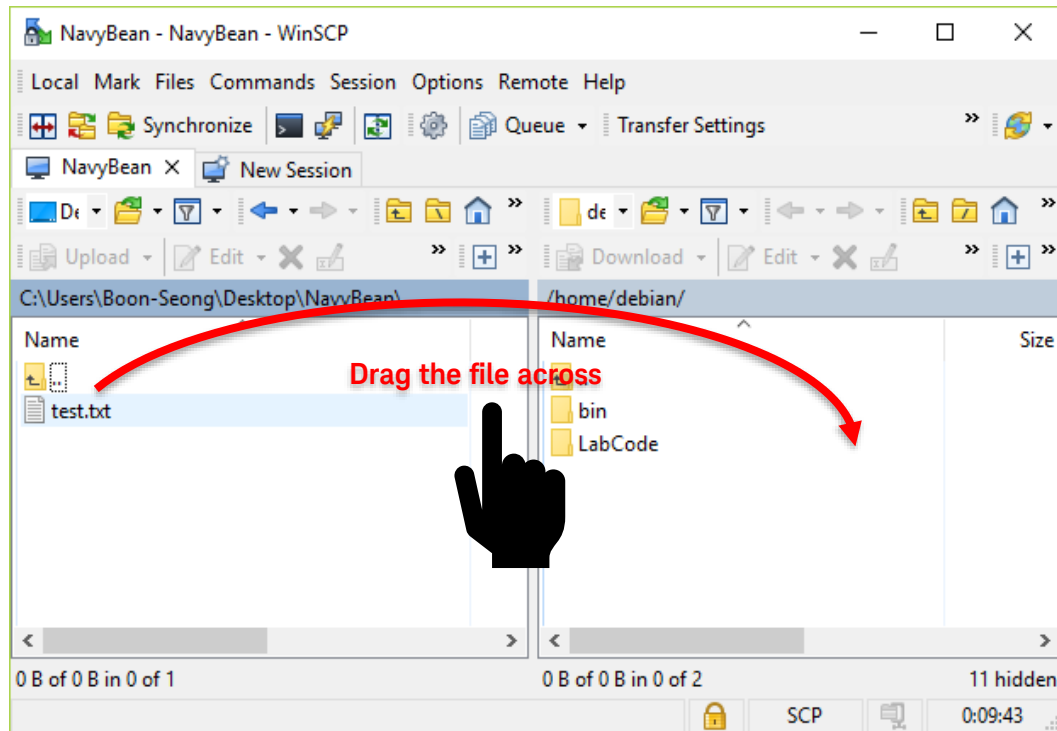 NavyBean - NavyBean - WinSCP
Local Mark Files Commands Session Options Remote Help
Synchronize Queue Transfer Settings
NavyBean New Session
De de
Upload Edit Download Edit
C:\Users\Boon-Seong\Desktop\NavyBean\ /home/debian/
Name Name Size
.. ..
Drag the file across
test.txt bin
LabCode
0 B of 0 B in 0 of 1 0 B of 0 B in 0 of 2 11 hidden
SCP 0:09:43